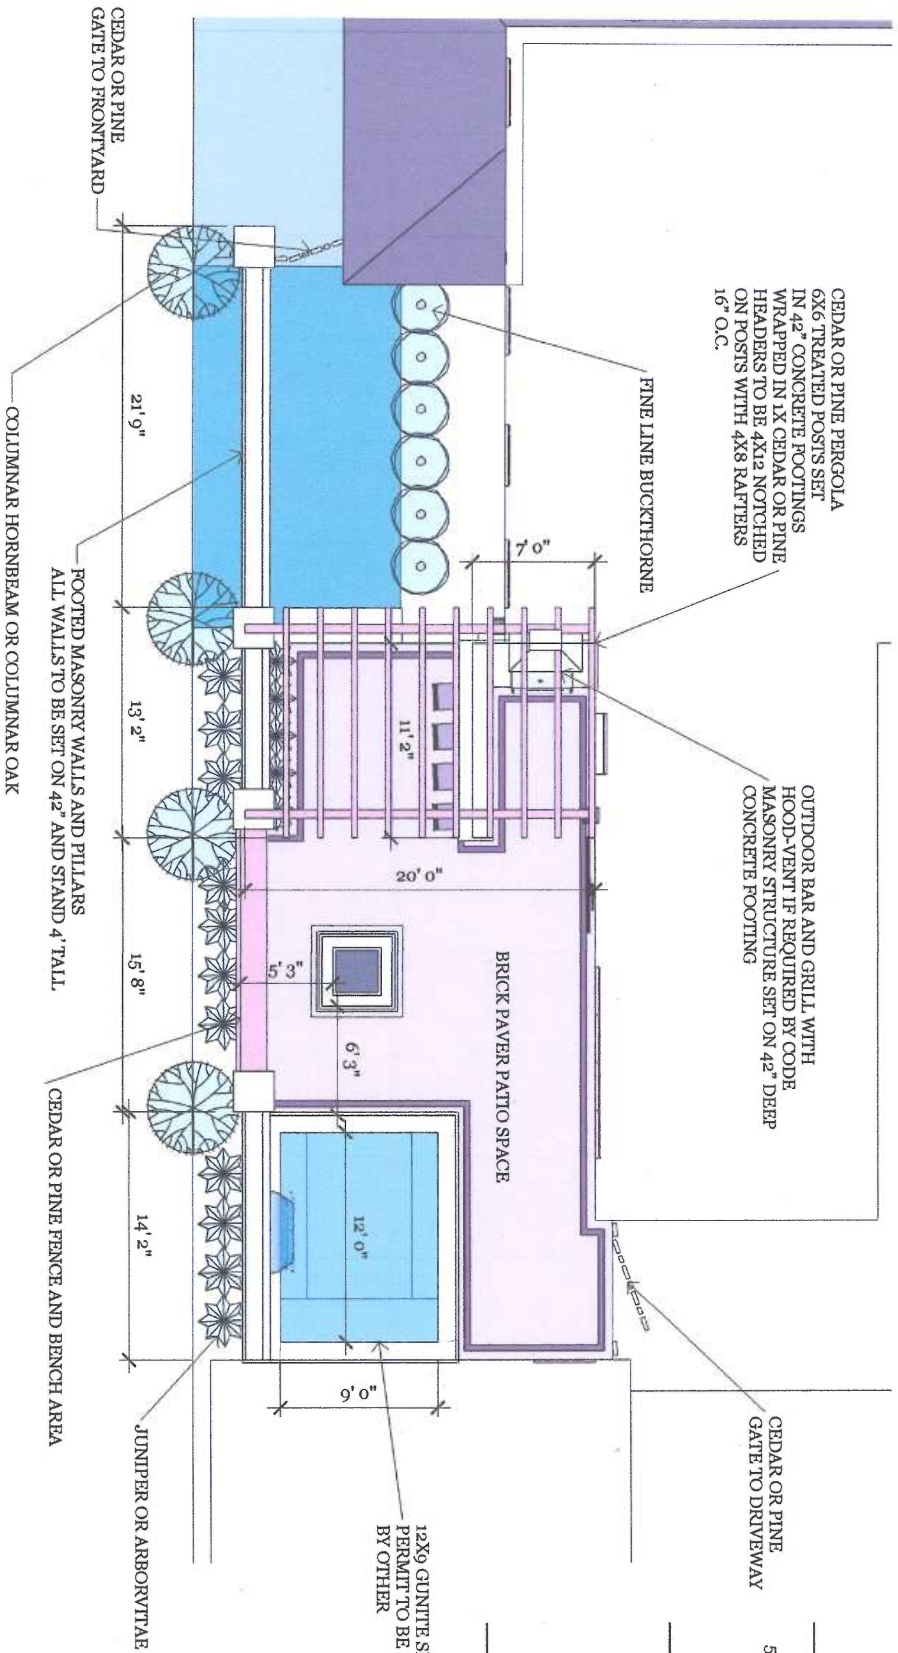 CEDAR OR PINE PERGOLA
6X6 TREATED POSTS SET
IN 42" CONCRETE FOOTINGS
WRAPPED IN 1X CEDAR OR PINE
HEADERS TO BE 4X12 NOTCHED
ON POSTS WITH 4X8 RAFTERS
16" O.C.
OUTDOOR BAR AND GRILL WITH
HOOD-VENT IF REQUIRED BY CODE
MASONRY STRUCTURE SET ON 42" DEEP
CONCRETE FOOTING
CEDAR OR PINE
GATE TO DRIVEWAY
5
FINE LINE BUCKTHORNE
7' 0"
11' 2"
20' 0"
BRICK PAVER PATIO SPACE
5' 3"
6' 3"
12' 0"
9' 0"
12X9 GUNITE
PERMIT TO BE
BY OTHER
CEDAR OR PINE
GATE TO FRONTYARD
21' 9"
13' 2"
15' 8"
14' 2"
FOOTED MASONRY WALLS AND PILLARS
ALL WALLS TO BE SET ON 42" AND STAND 4' TALL
COLUMNAR HORNBEAM OR COLUMNAR OAK
CEDAR OR PINE FENCE AND BENCH AREA
JUNIPER OR ARBORVITAE